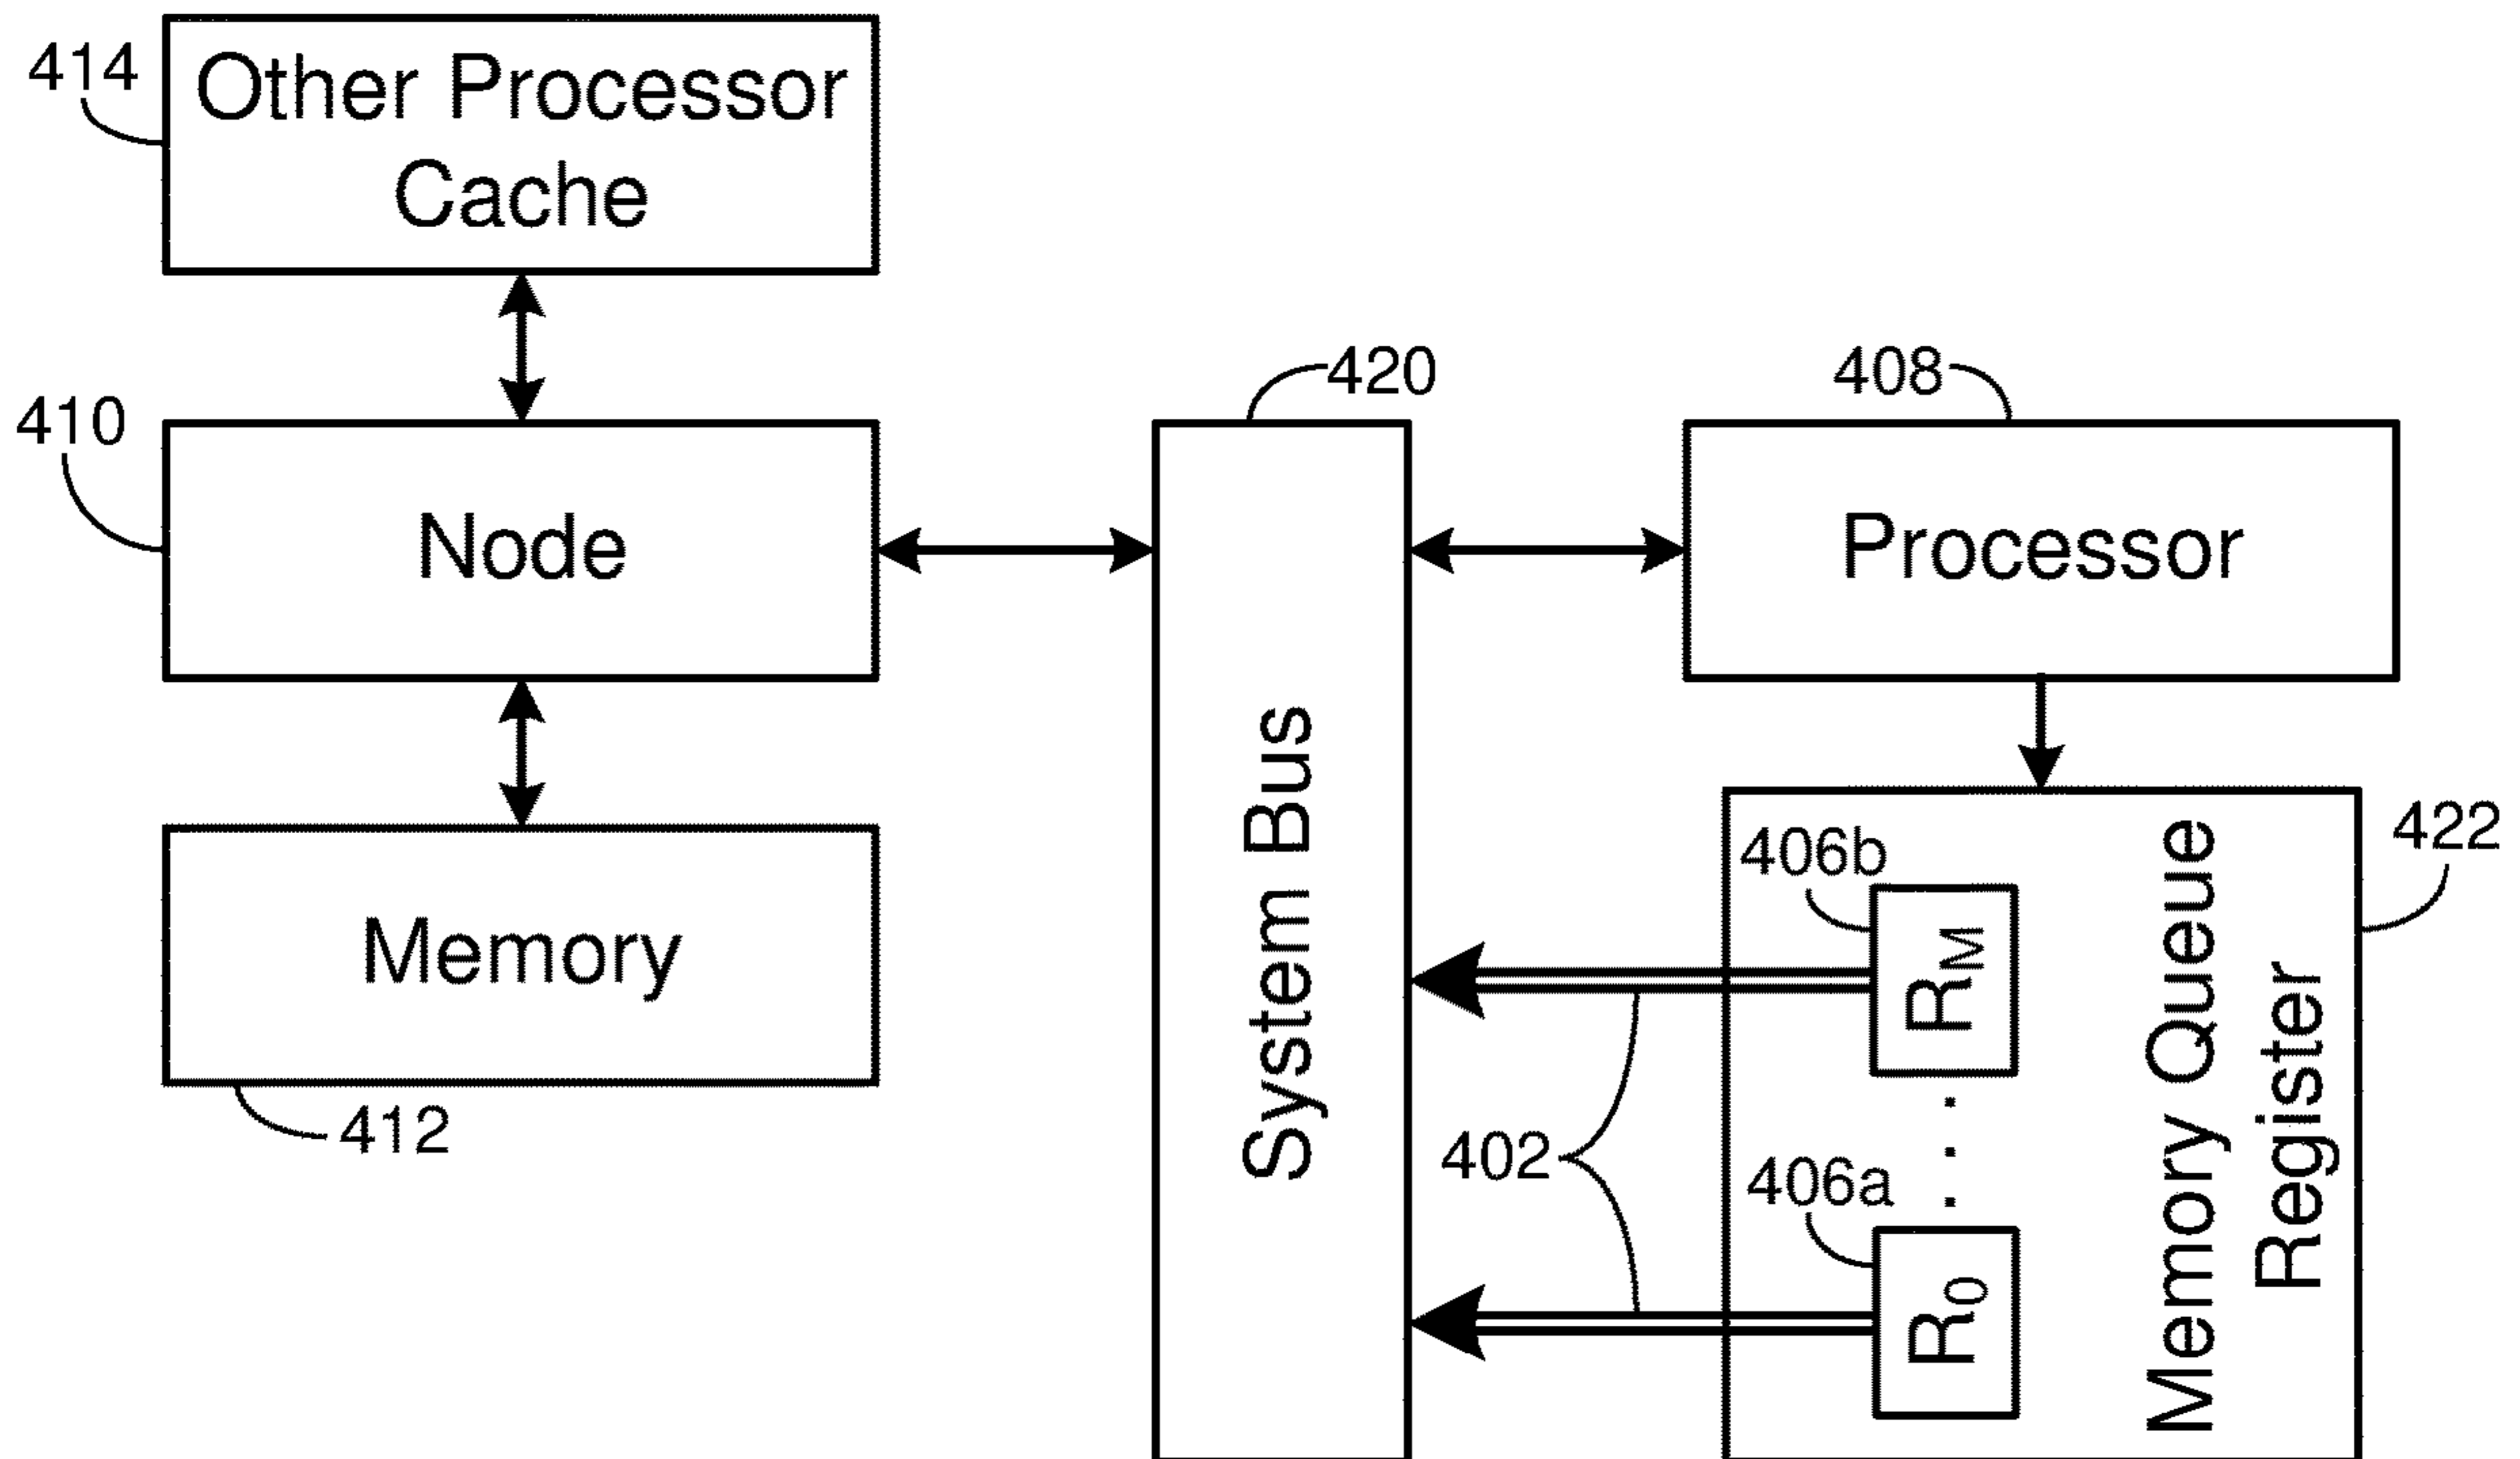 414
Other Processor
Cache
420
408
410
Node
Processor
System Bus
422
406b
Memory
RM
Memory Queue
Register
412
402
406a
R0